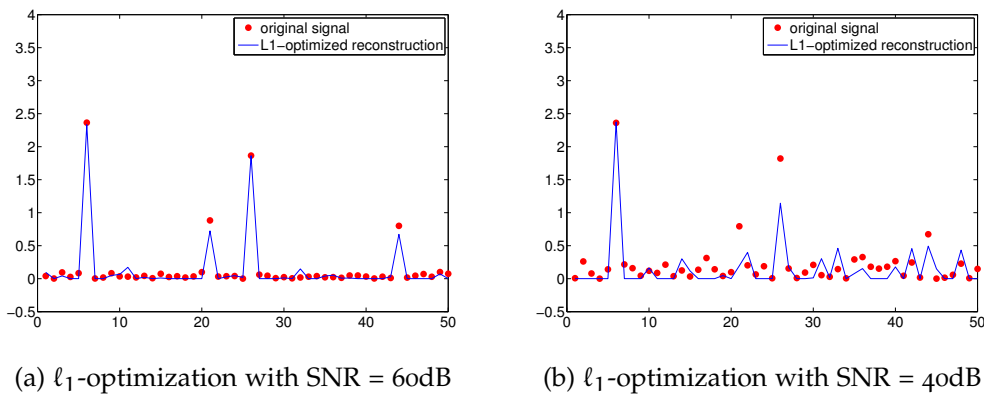 4
3.5
3
2.5
2
1.5
1
0.5
0
−0.5
0 10 20 30 40 50
original signal
L1−optimized reconstruction
(a) ℓ1-optimization with SNR = 60dB
4
3.5
3
2.5
2
1.5
1
0.5
0
−0.5
0 10 20 30 40 50
original signal
L1−optimized reconstruction
(b) ℓ1-optimization with SNR = 40dB